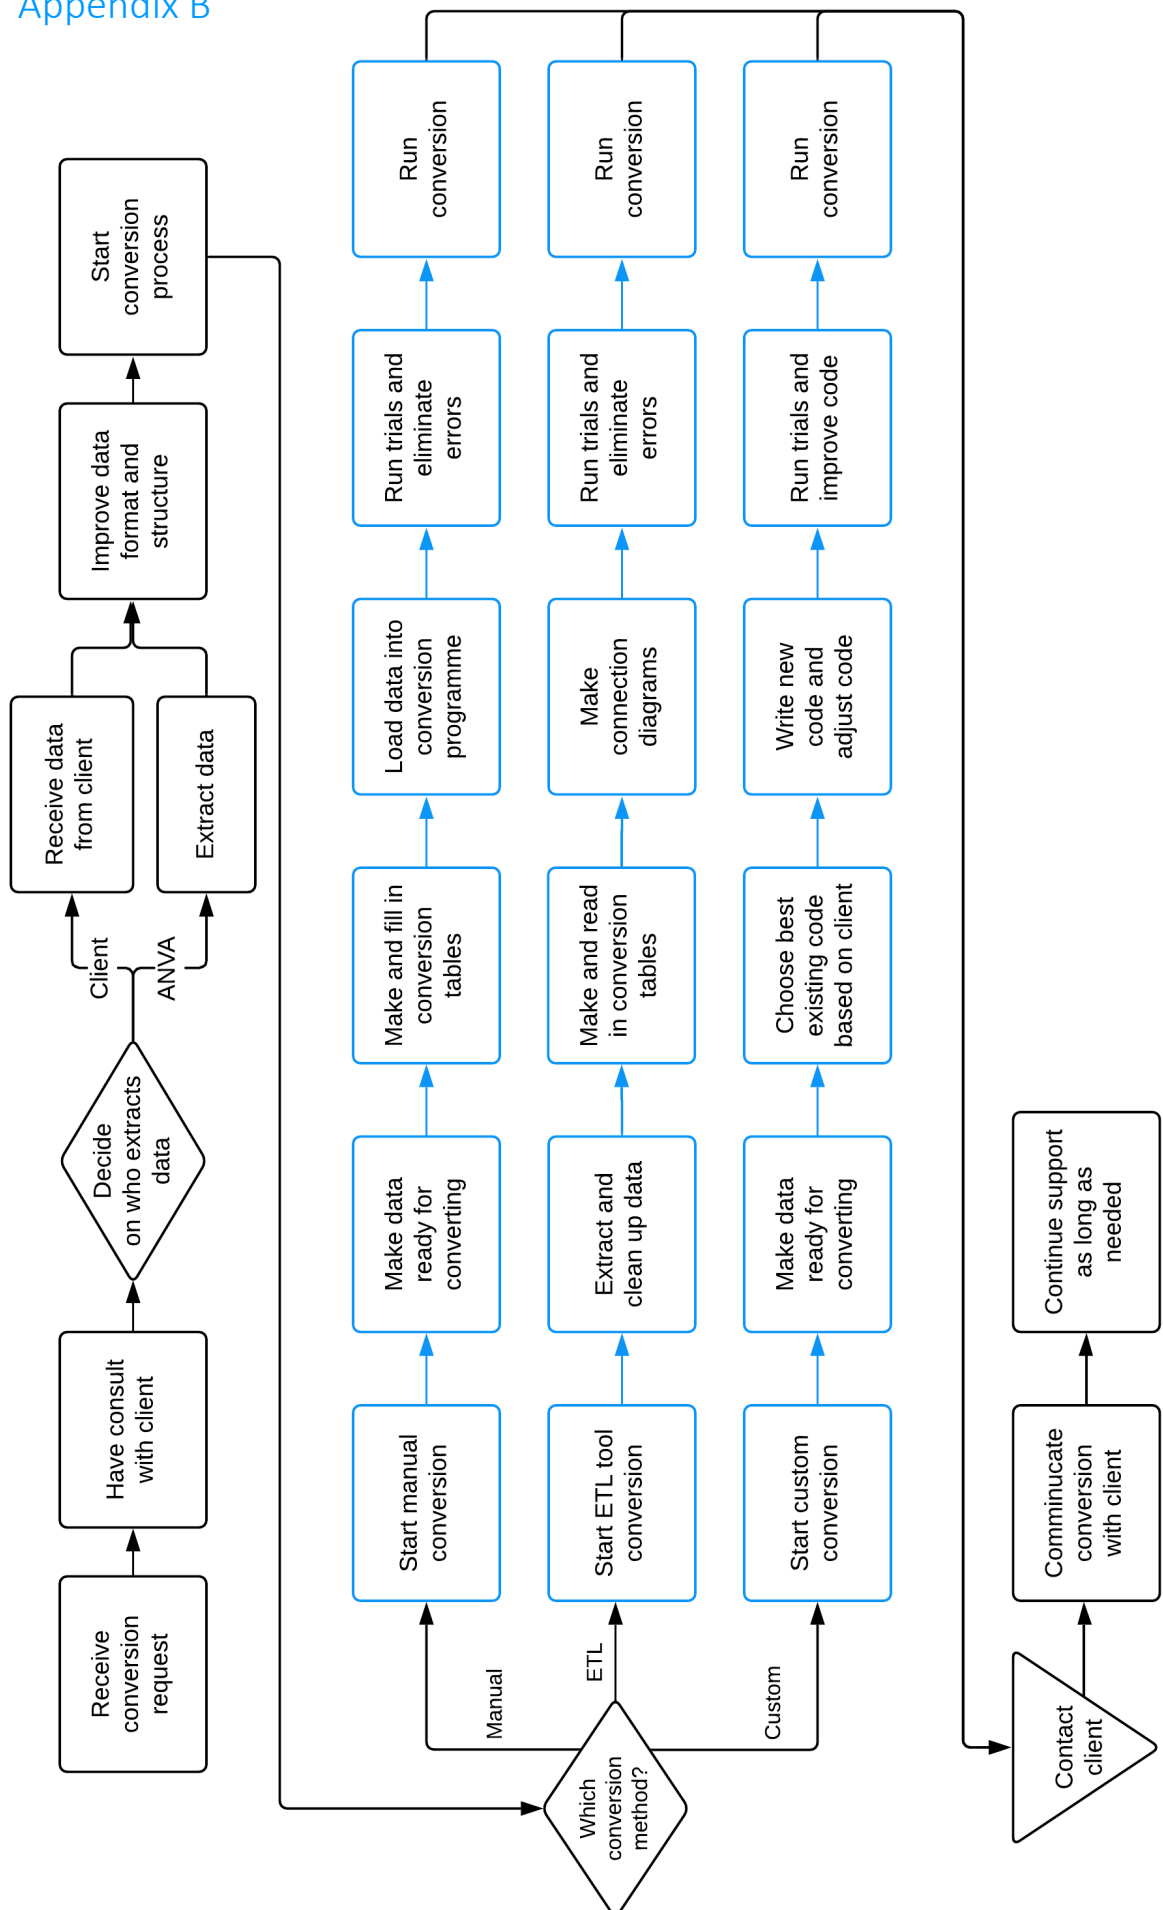 Appendix B
Receive
conversion
request
Have consult
with client
Decide
on who extracts
data
Client
ANVA
Receive data
from client
Extract data
Improve data
format and
structure
Start
conversion
process
Which
conversion
method?
Manual
ETL
Custom
Start manual
conversion
Make data
ready for
converting
Make and fill in
conversion
tables
Load data into
conversion
programme
Run trials and
eliminate
errors
Run
conversion
Start ETL tool
conversion
Extract and
clean up data
Make and read
in conversion
tables
Make
connection
diagrams
Run trials and
eliminate
errors
Run
conversion
Start custom
conversion
Make data
ready for
converting
Choose best
existing code
based on client
Write new
code and
adjust code
Run trials and
improve code
Run
conversion
Contact
client
Comminucate
conversion
with client
Continue support
as long as
needed